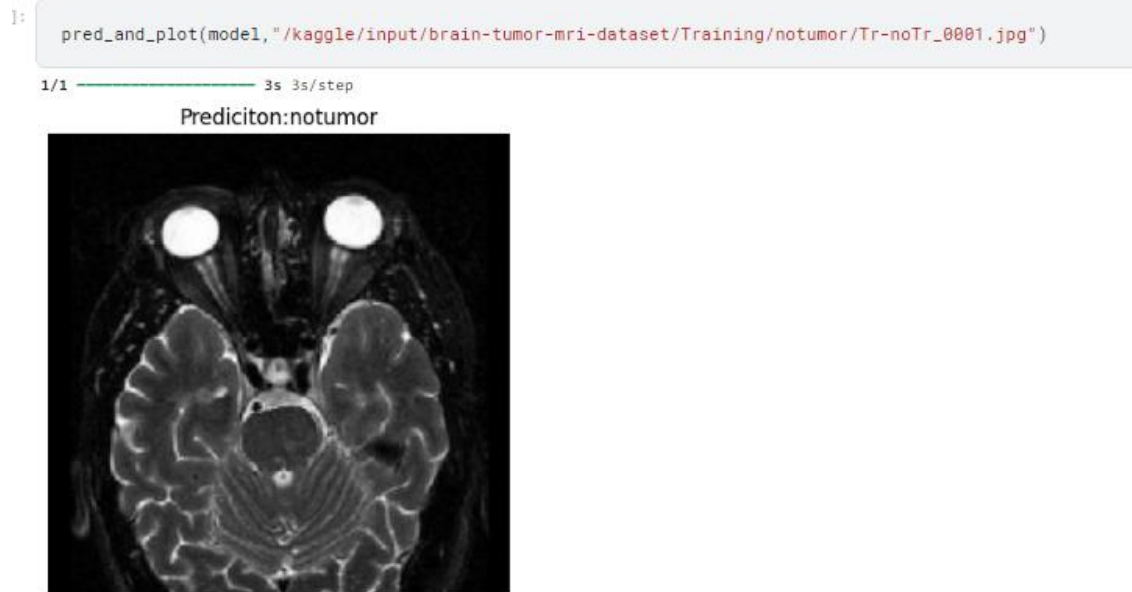 ]:
pred_and_plot(model,"/kaggle/input/brain-tumor-mri-dataset/Training/notumor/Tr-noTr_0001.jpg")
1/1 ━━━━━━━━━━━━━━━━━━━━ 3s 3s/step
Prediciton:notumor